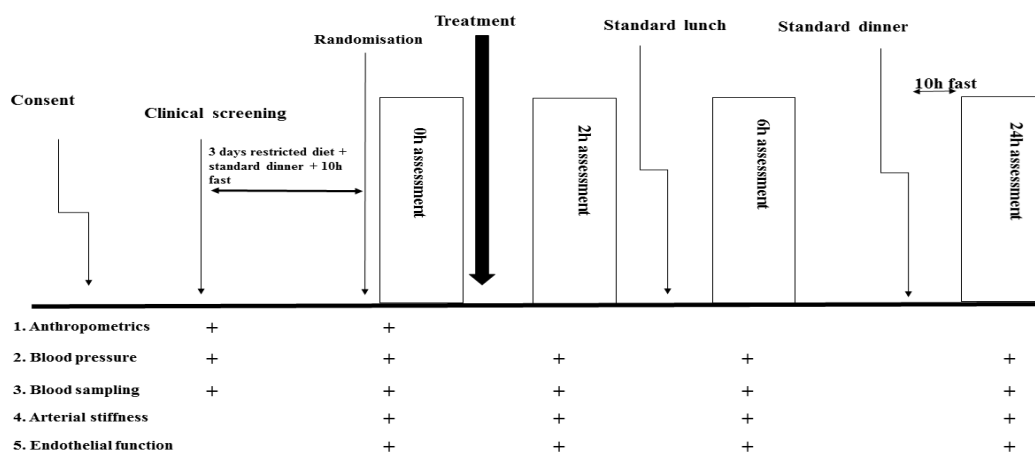 Treatment
Standard lunch
Standard dinner
Randomisation
10h fast
Consent
Clinical screening
3 days restricted diet +
standard dinner + 10h
fast
0h assessment
2h assessment
6h assessment
24h assessment
1. Anthropometrics + +
2. Blood pressure + + + + +
3. Blood sampling + + + + +
4. Arterial stiffness + + + +
5. Endothelial function + + + +